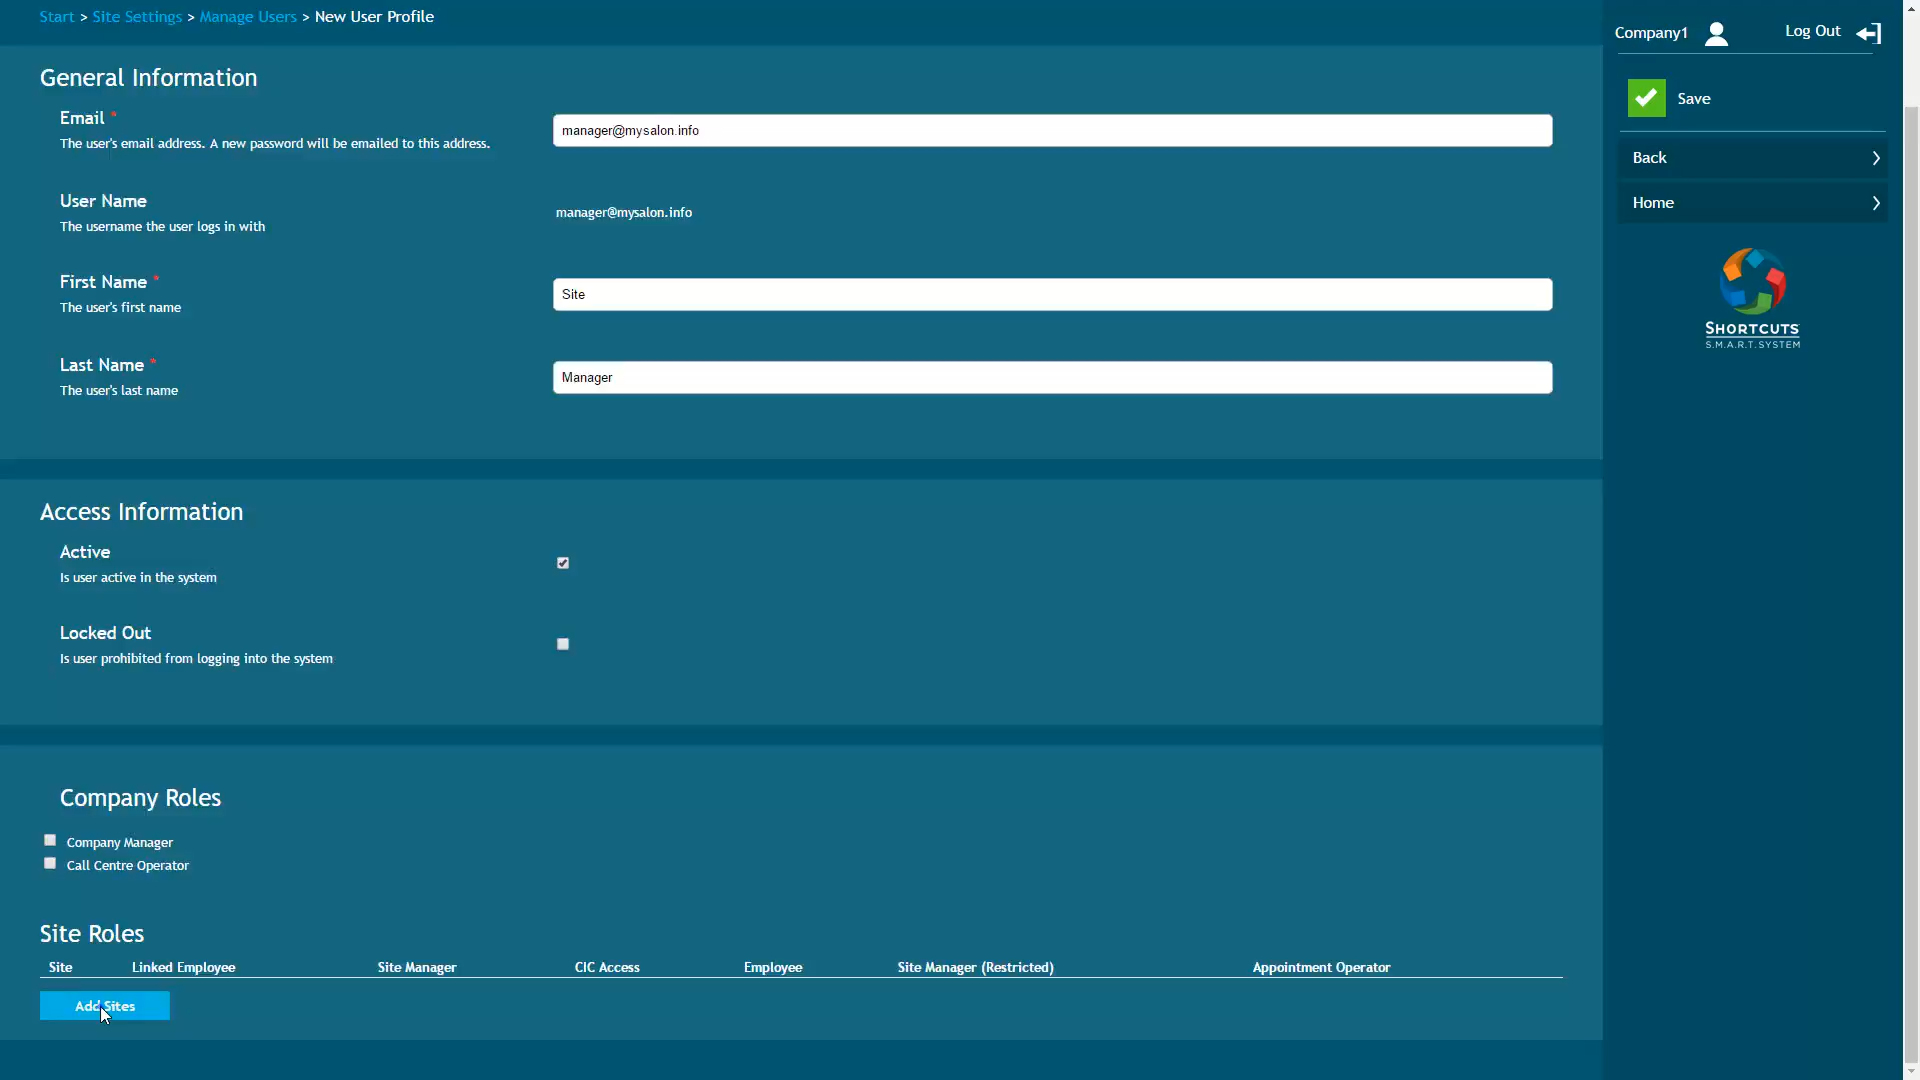 Start > Site Settings > Manage Users > New User Profile
Company1
Log Out
General Information
Save
Email *
manager@mysalon.info
The user's email address. A new password will be emailed to this address.
Back
Home
User Name
manager@mysalon.info
The username the user logs in with
First Name *
Site
The user's first name
SHORTCUTS
S.M.A.R.T.SYSTEM
Last Name *
Manager
The user's last name
Access Information
Active
Is user active in the system
Locked Out
Is user prohibited from logging into the system
Company Roles
Company Manager
Call Centre Operator
Site Roles
Site Linked Employee Site Manager CIC Access Employee Site Manager (Restricted) Appointment Operator
Add Sites